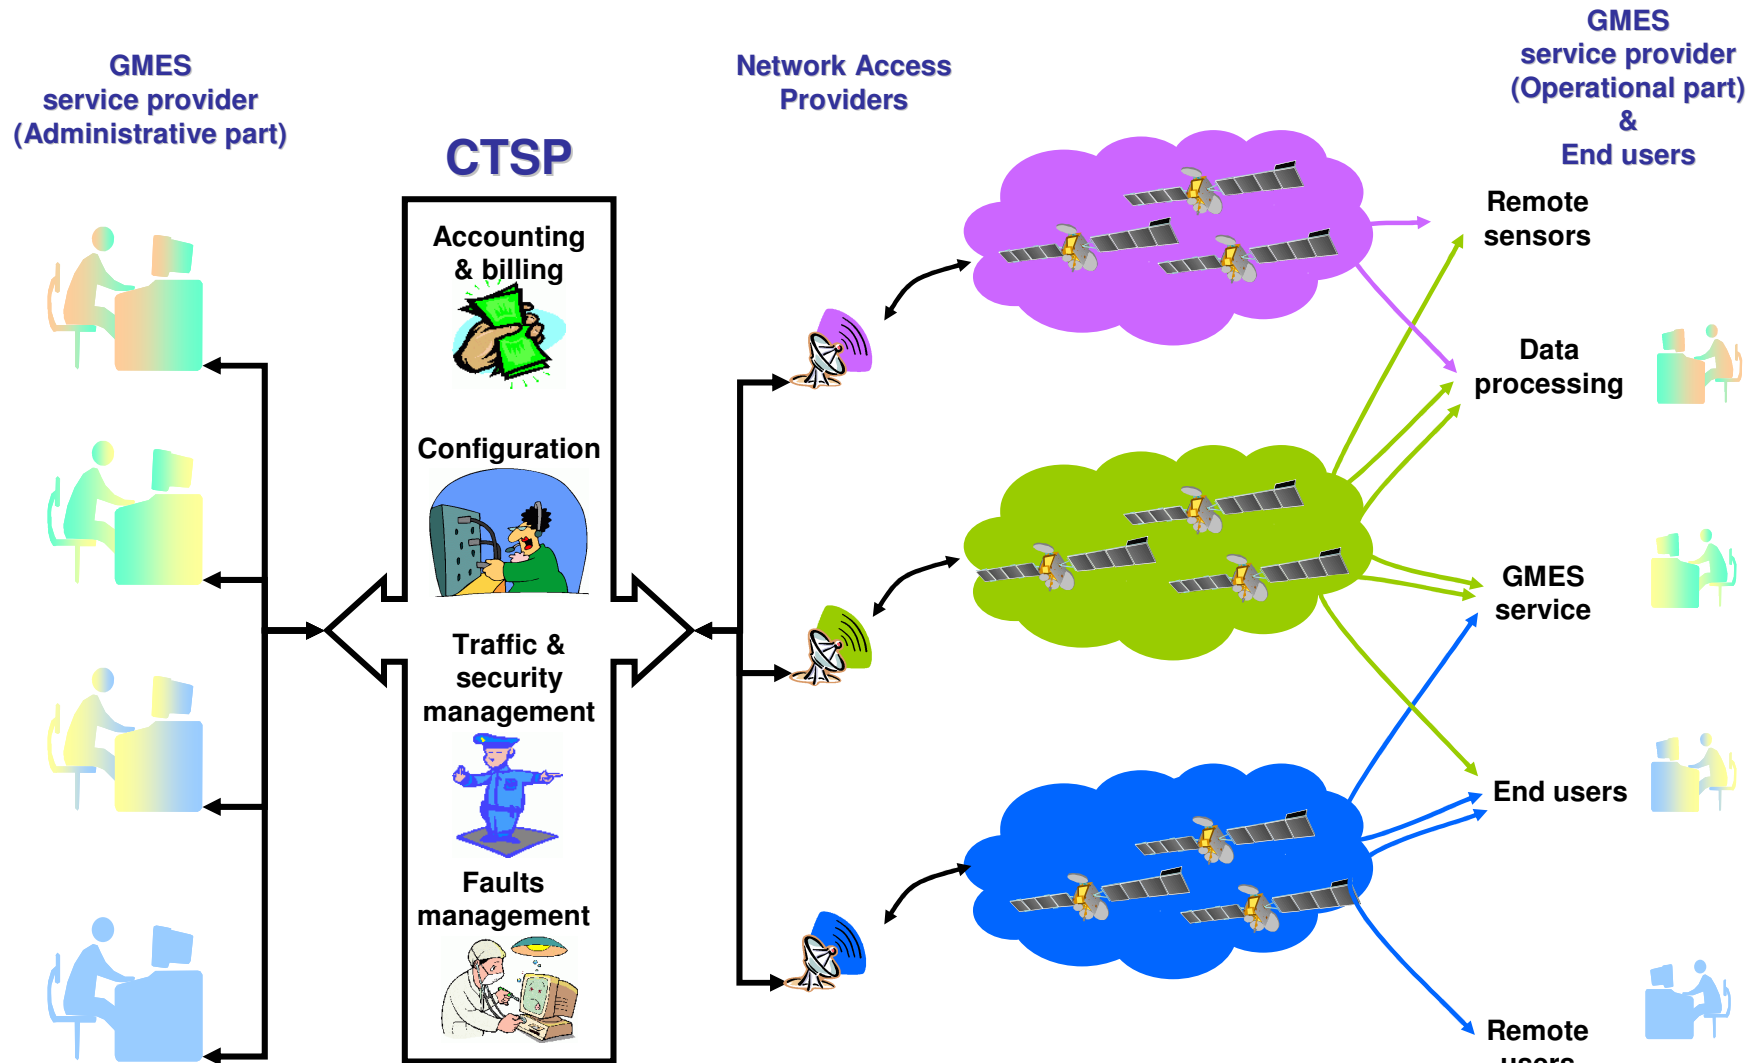 GMES
service provider
(Administrative part)
CTSP
Accounting
& billing
Configuration
Traffic &
security
management
Faults
management
Network Access
Providers
GMES
service provider
(Operational part)
&
End users
Remote
sensors
Data
processing
GMES
service
End users
Remote
users